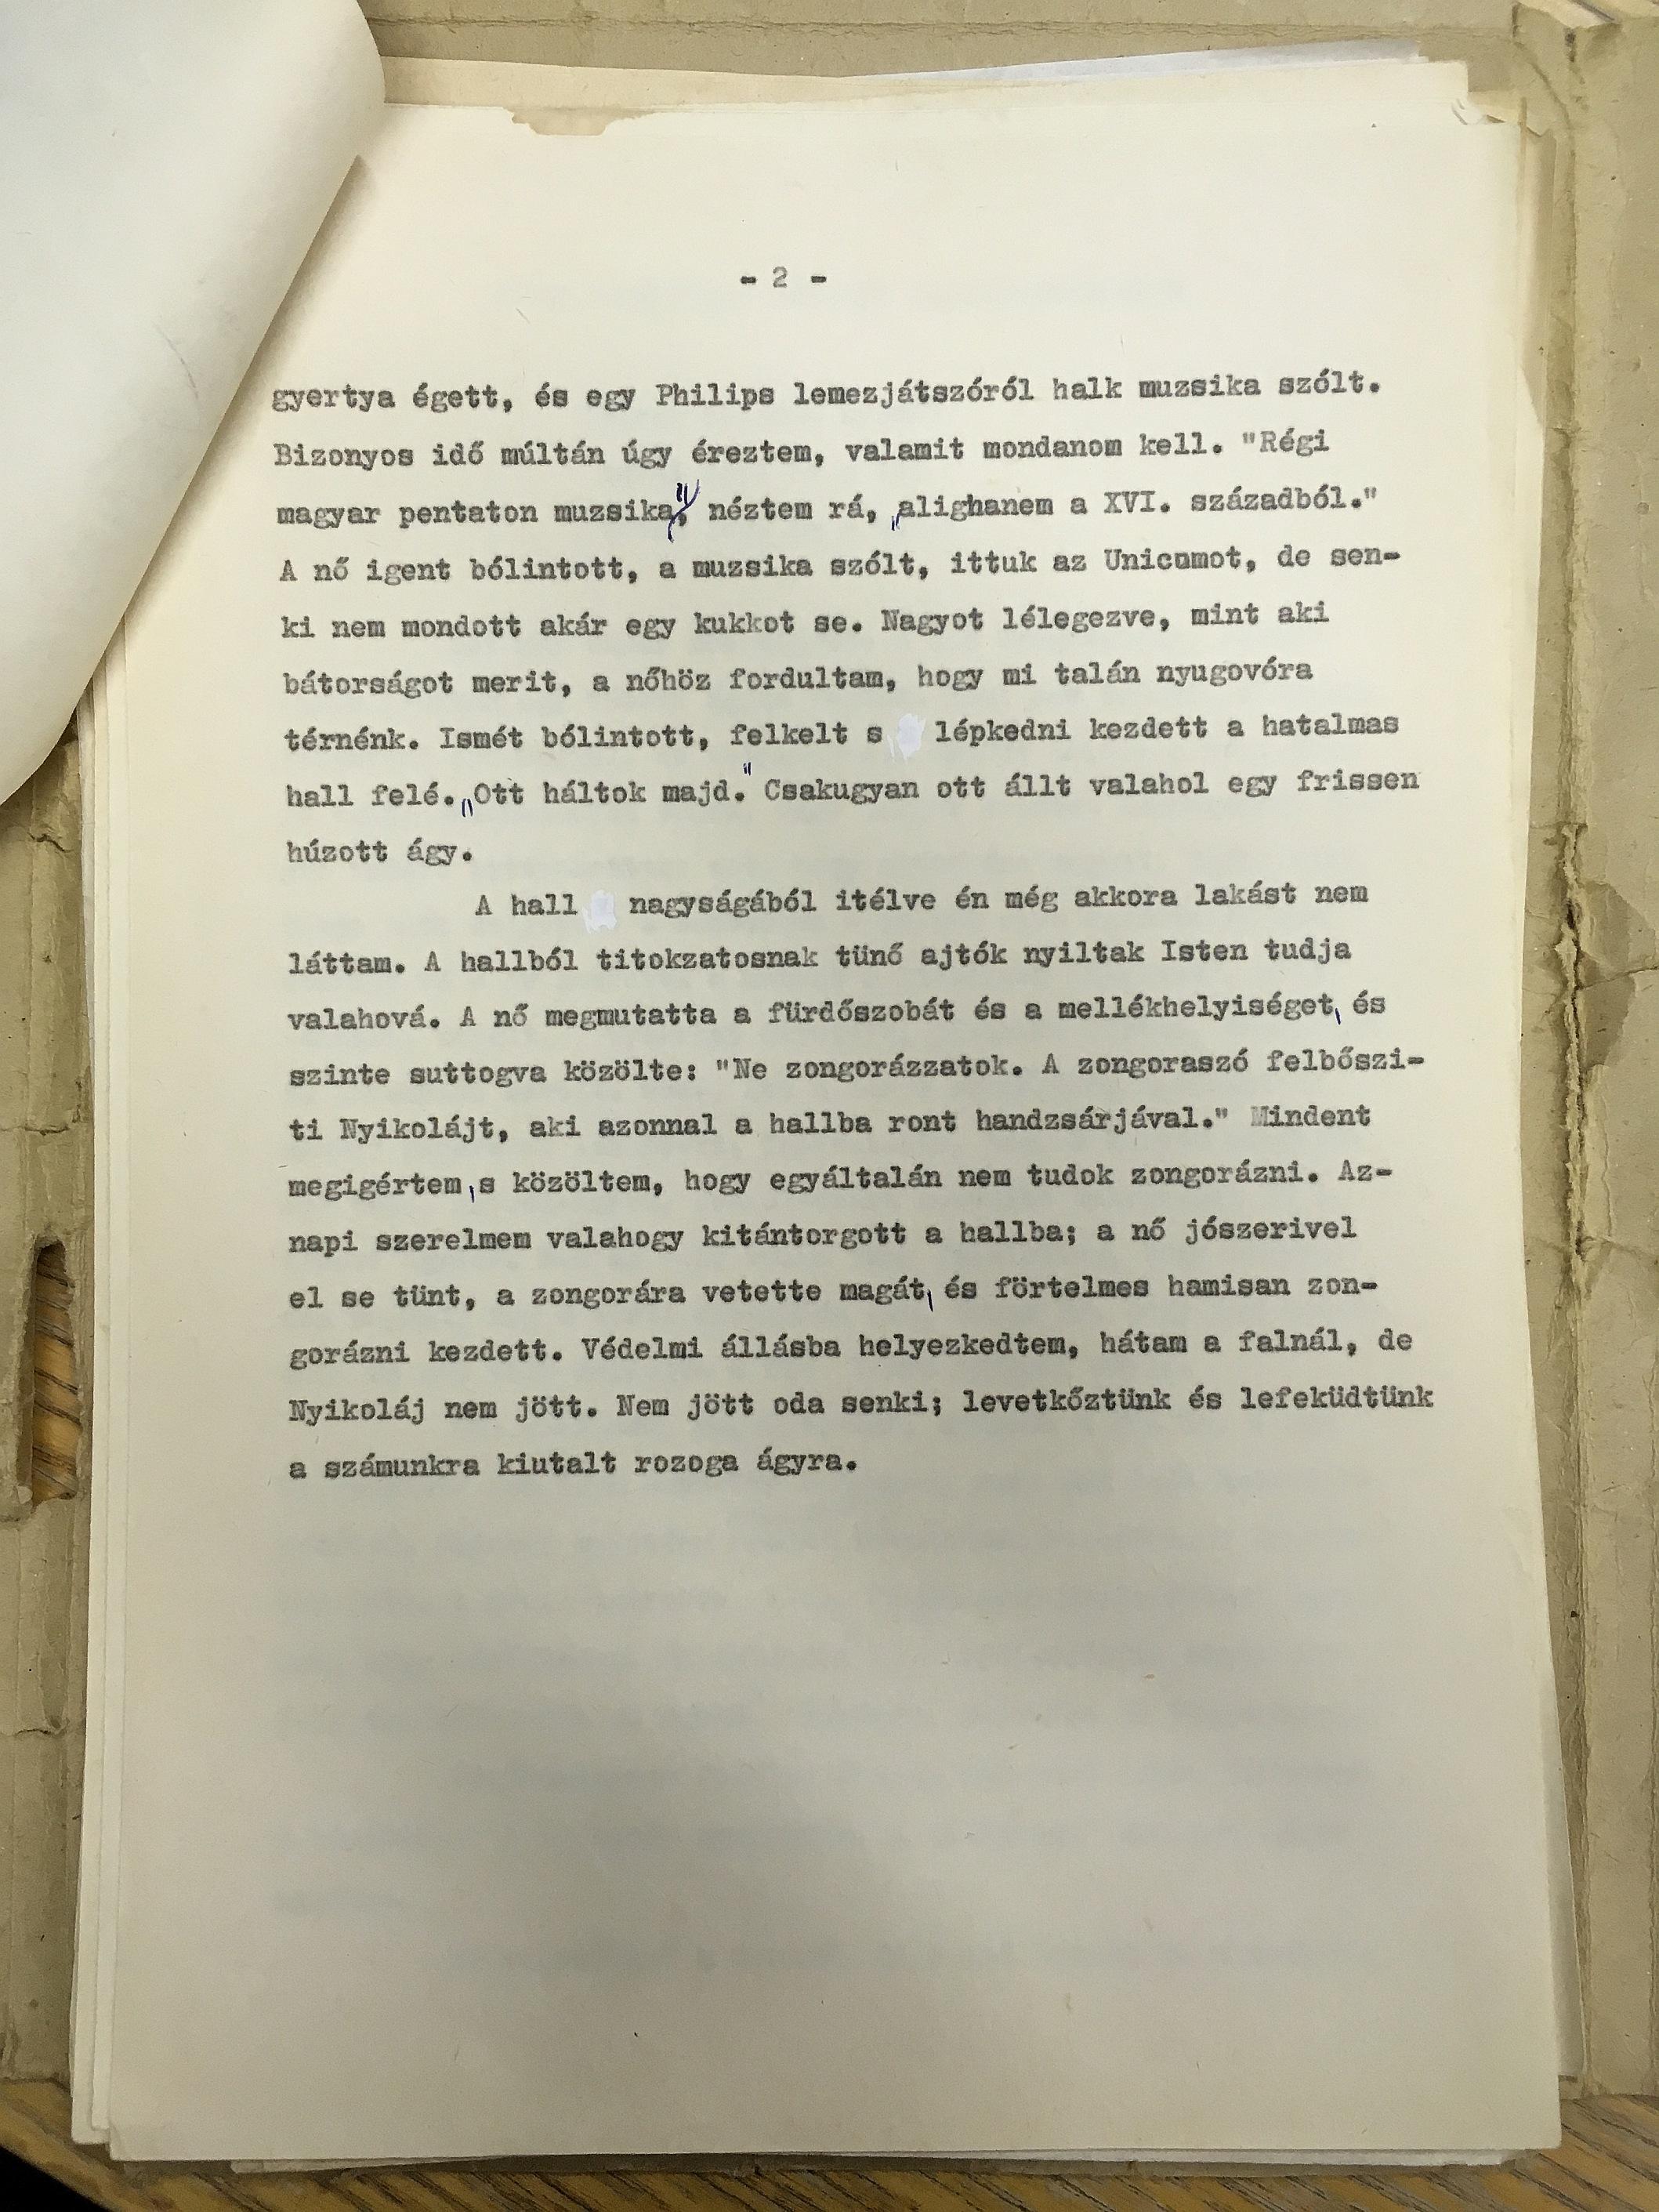 - 2 -
gyertya égett, és egy Philips lemezjátszóról halk muzsika szólt.
Bizonyos idő múltán úgy éreztem, valamit mondanom kell. "Régi
magyar pentaton muzsika", néztem rá, „alighanem a XVI. századból."
A nő igent bólintott, a muzsika szólt, ittuk az Unicumot, de sen-
ki nem mondott akár egy kukkot se. Nagyot lélegezve, mint aki
bátorságot merit, a nőhöz fordultam, hogy mi talán nyugovóra
térnénk. Ismét bólintott, felkelt s lépkedni kezdett a hatalmas
hall felé. „Ott háltok majd." Csakugyan ott állt valahol egy frissen
húzott ágy.
A hall nagyságából itélve én még akkora lakást nem
láttam. A hallból titokzatosnak tünő ajtók nyiltak Isten tudja
valahová. A nő megmutatta a fürdőszobát és a mellékhelyiséget, és
szinte suttogva közölte: "Ne zongorázzatok. A zongoraszó felbőszi-
ti Nyikolájt, aki azonnal a hallba ront handzsárjával." Mindent
megigértem, s közöltem, hogy egyáltalán nem tudok zongorázni. Az-
napi szerelmem valahogy kitántorgott a hallba; a nő jószerivel
el se tünt, a zongorára vetette magát, és förtelmes hamisan zon-
gorázni kezdett. Védelmi állásba helyezkedtem, hátam a falnál, de
Nyikoláj nem jött. Nem jött oda senki; levetkőztünk és lefeküdtünk
a számunkra kiutalt rozoga ágyra.